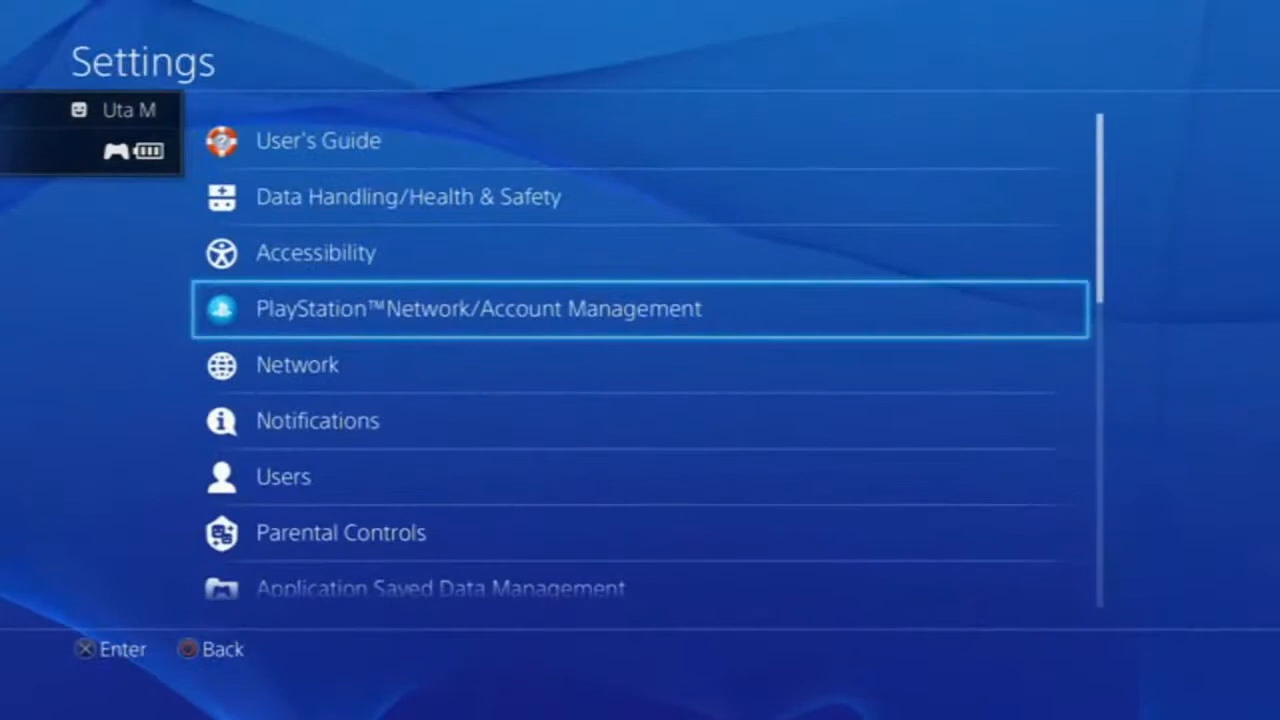 Settings
Uta M
User's Guide
Data Handling/Health & Safety
Accessibility
PlayStation™Network/Account Management
Network
Notifications
Users
Parental Controls
Application Saved Data Management
Enter
Back